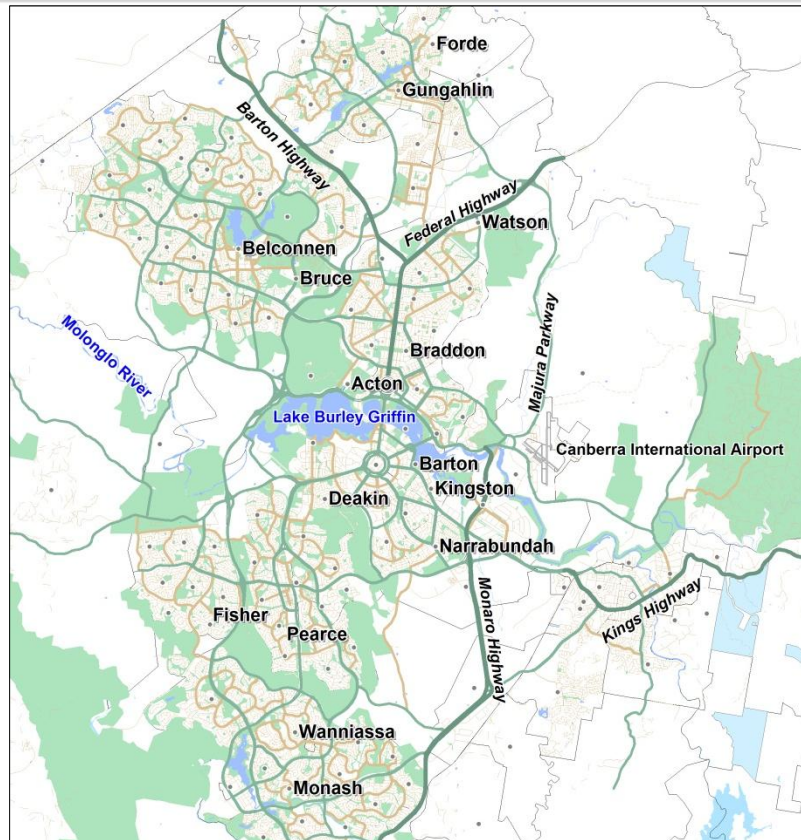 Forde
Gungahlin
Barton Highway
Federal Highway
Watson
Belconnen
Bruce
Molonglo River
Majura Parkway
Braddon
Acton
Lake Burley Griffin
Canberra International Airport
Barton
Kingston
Deakin
Narrabundah
Fisher
Pearce
Monaro Highway
Kings Highway
Wanniassa
Monash